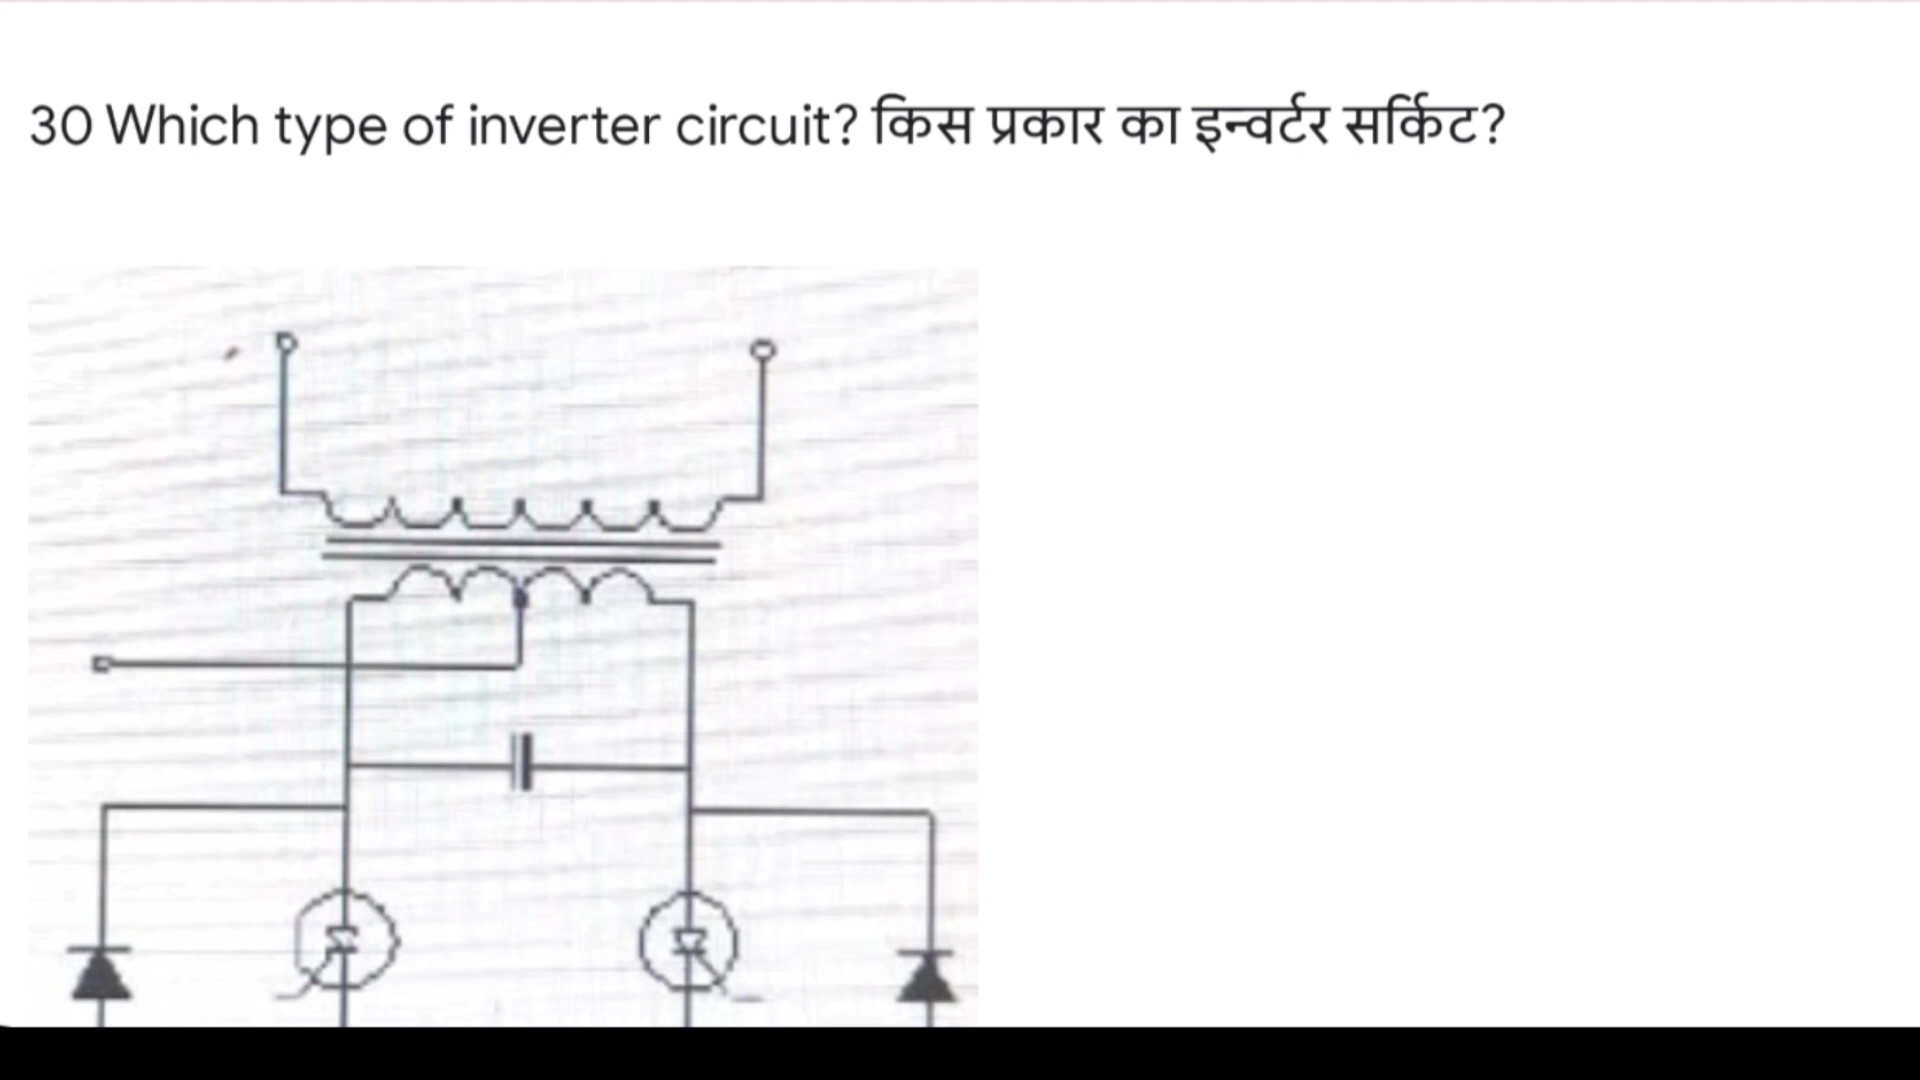 30 Which type of inverter circuit? किस प्रकार का इन्वर्टर सर्किट?